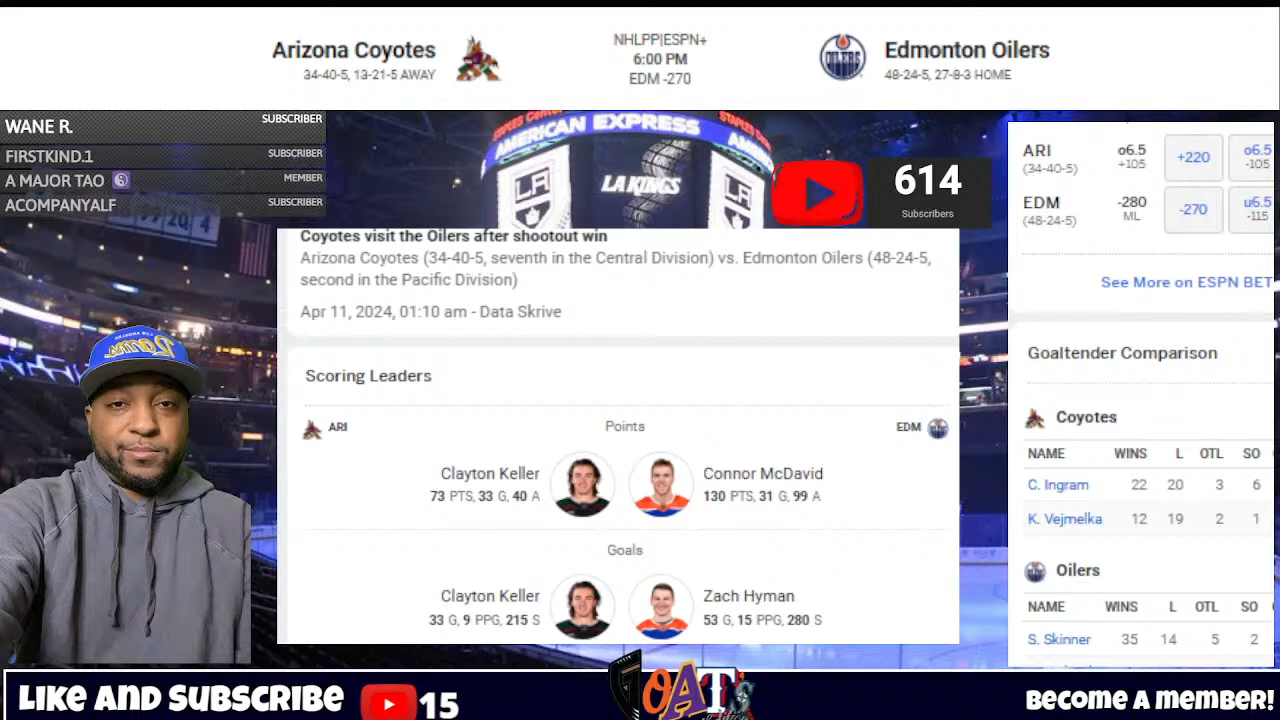 Arizona Coyotes
34-40-5, 13-21-5 AWAY
NHLPP|ESPN+
6:00 PM
EDM -270
OILERS
Edmonton Oilers
48-24-5, 27-8-3 HOME
WANE R. SUBSCRIBER
FIRSTKIND.1 SUBSCRIBER
A MAJOR TAO MEMBER
ACOMPANYALF SUBSCRIBER
STAPLES Center
AMERICAN EXPRESS
LA
LA KINGS
LA
614
Subscribers
Coyotes visit the Oilers after shootout win
Arizona Coyotes (34-40-5, seventh in the Central Division) vs. Edmonton Oilers (48-24-5,
second in the Pacific Division)
Apr 11, 2024, 01:10 am - Data Skrive
Scoring Leaders
ARI Points EDM
Clayton Keller
73 PTS, 33 G, 40 A
Connor McDavid
130 PTS, 31 G, 99 A
Goals
Clayton Keller
33 G, 9 PPG, 215 S
Zach Hyman
53 G, 15 PPG, 280 S
ARI o6.5 +220 o6.5
(34-40-5) +105 -105
EDM -280 -270 u6.5
(48-24-5) ML -115
See More on ESPN BET
Goaltender Comparison
Coyotes
NAME WINS L OTL SO
C. Ingram 22 20 3 6
K. Vejmelka 12 19 2 1
Oilers
NAME WINS L OTL SO
S. Skinner 35 14 5 2
LIKE AND SUBSCRIBE 15
GOAT
BECOME A MEMBER!